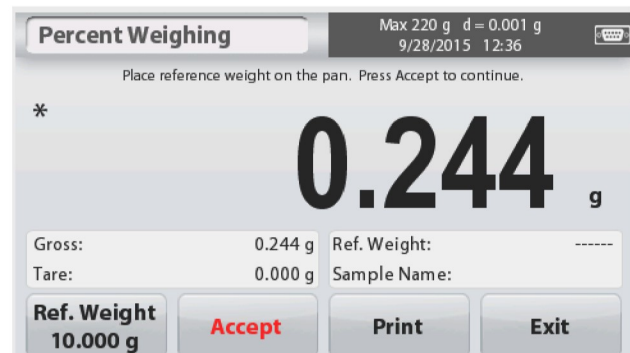 Percent Weighing
Max 220 g d = 0.001 g
9/28/2015 12:36
Place reference weight on the pan. Press Accept to continue.
*
0.244 g
Gross: 0.244 g Ref. Weight: ------
Tare: 0.000 g Sample Name:
Ref. Weight
10.000 g
Accept
Print
Exit